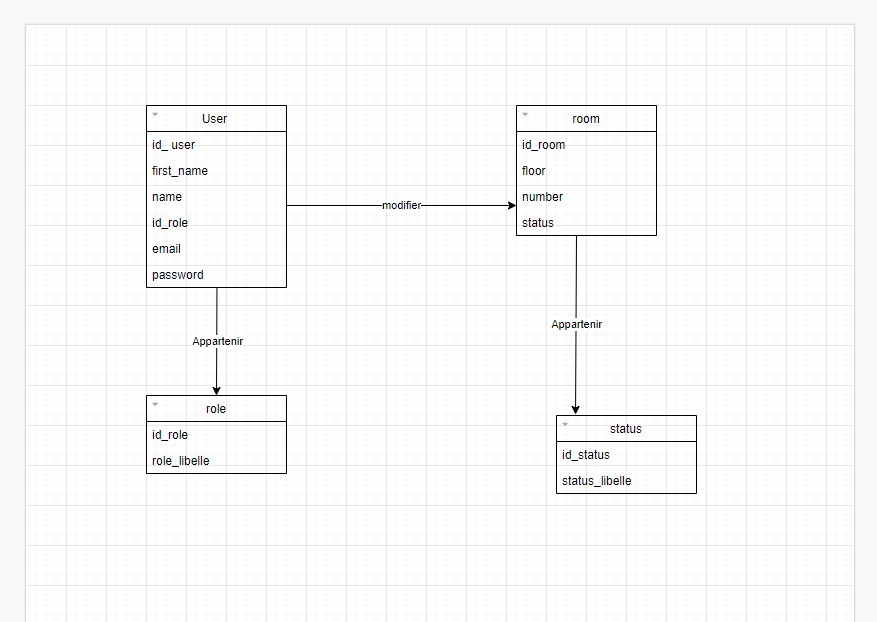 User
id_ user
first_name
name
id_role
email
password
modifier
room
id_room
floor
number
status
Appartenir
role
id_role
role_libelle
Appartenir
status
id_status
status_libelle